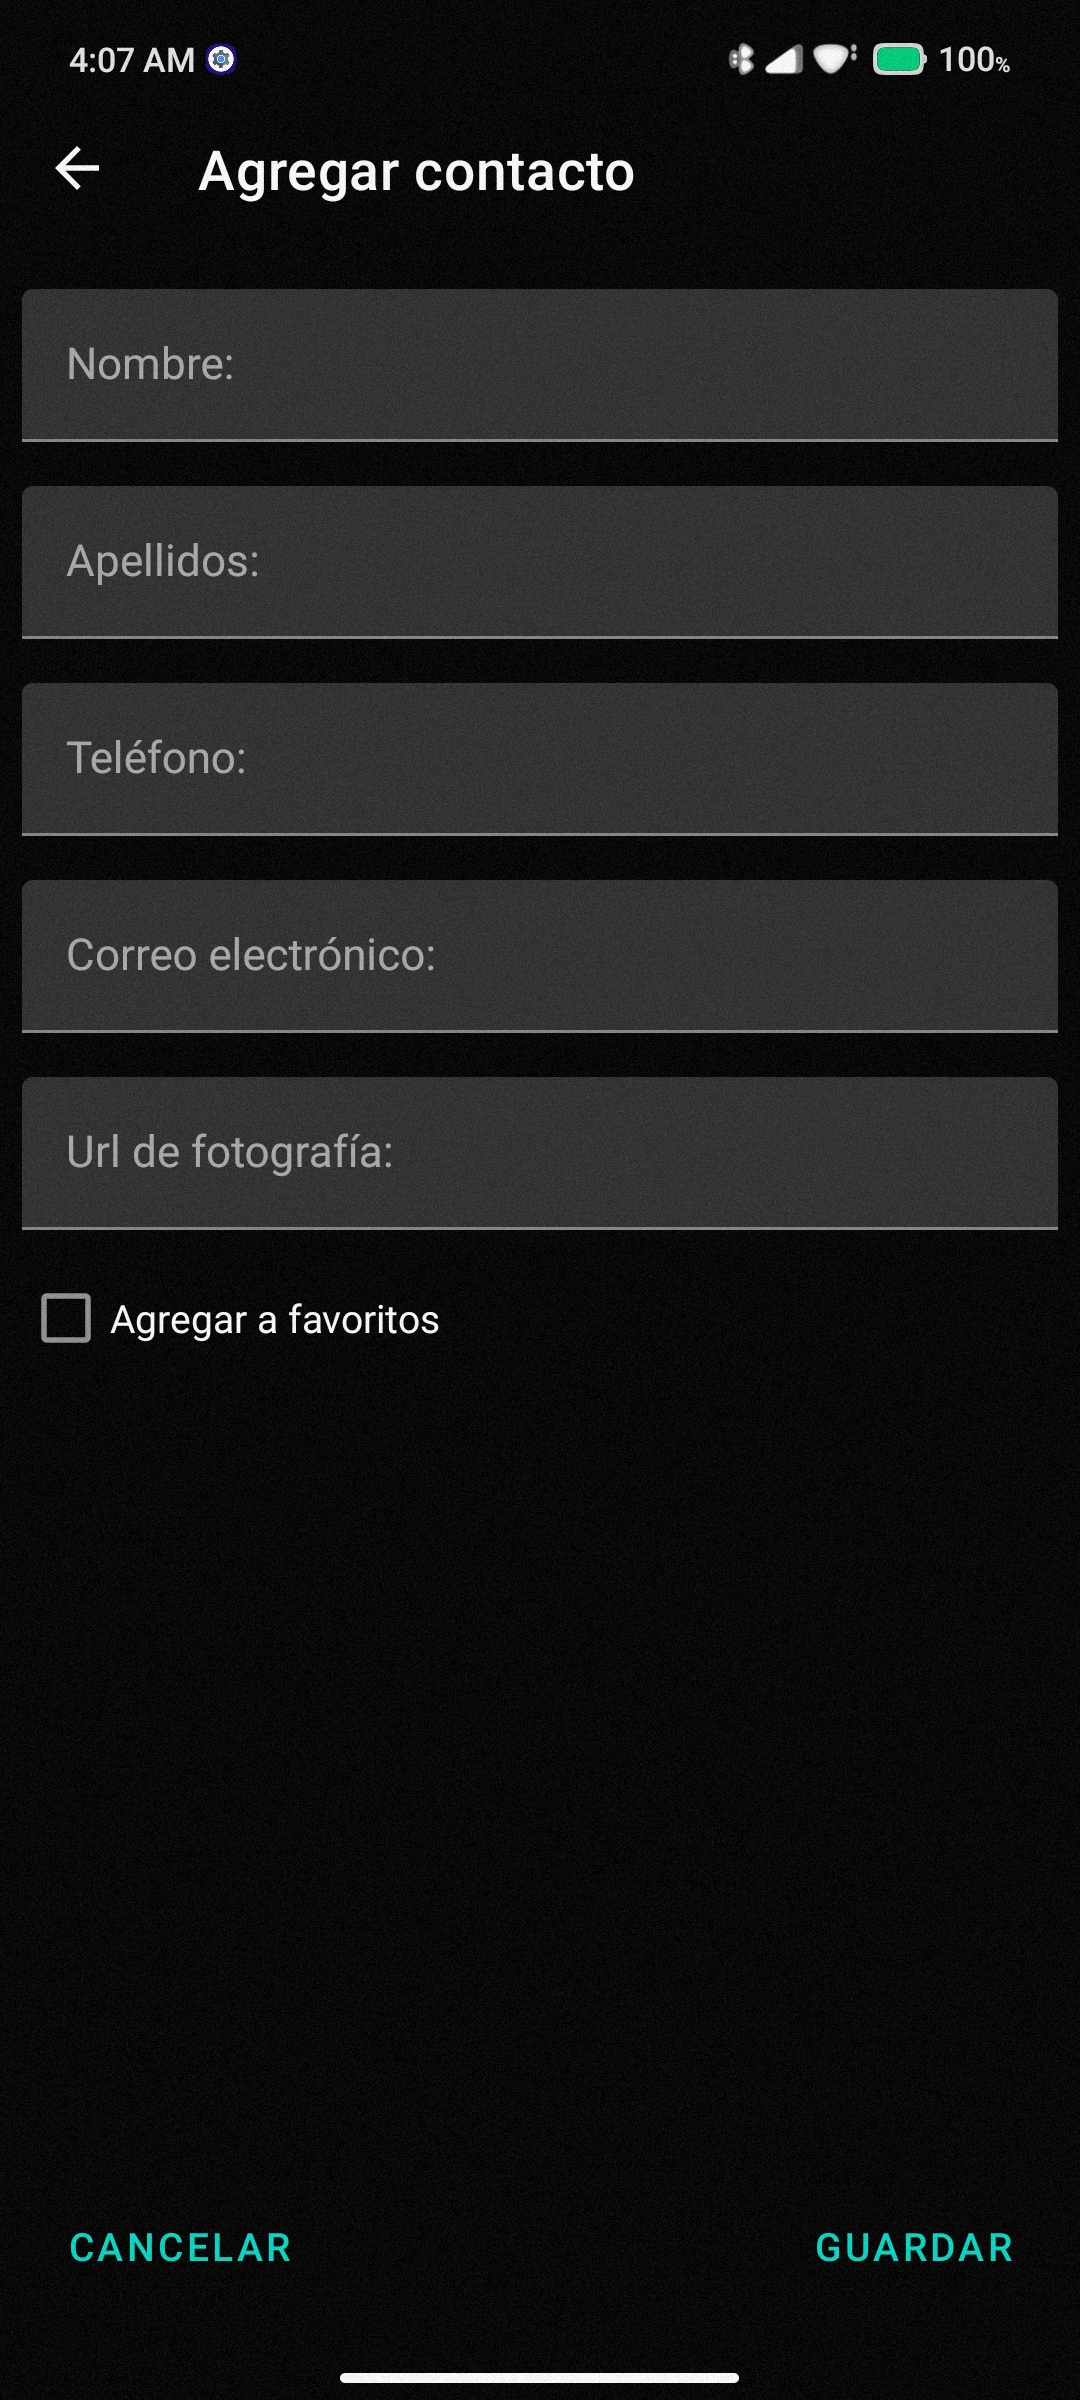 4:07 AM 100%
Agregar contacto
Nombre:
Apellidos:
Teléfono:
Correo electrónico:
Url de fotografía:
Agregar a favoritos
CANCELAR GUARDAR